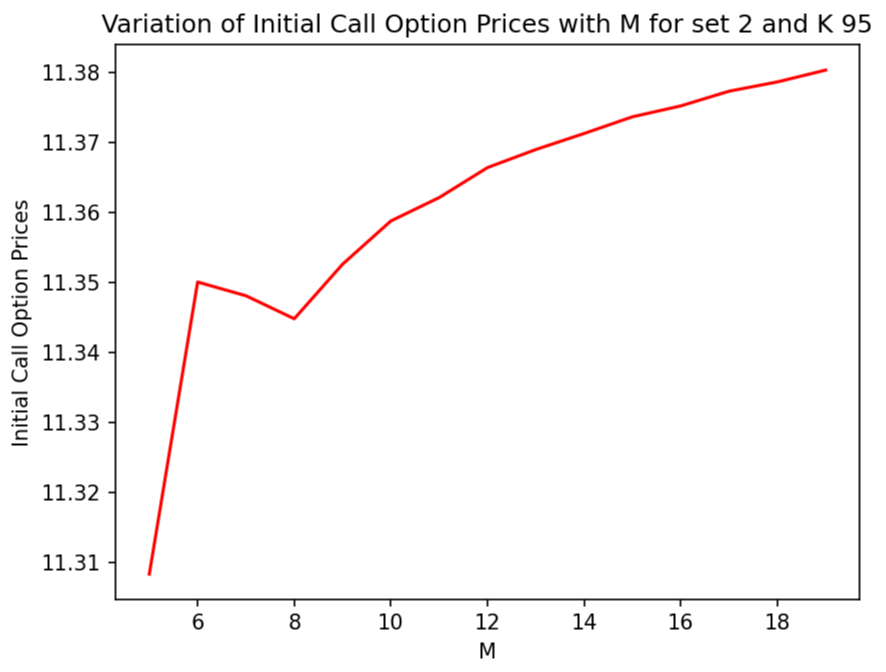 Variation of Initial Call Option Prices with M for set 2 and K 95
11.38
11.37
11.36
11.35
11.34
11.33
11.32
11.31
Initial Call Option Prices
6 8 10 12 14 16 18
M